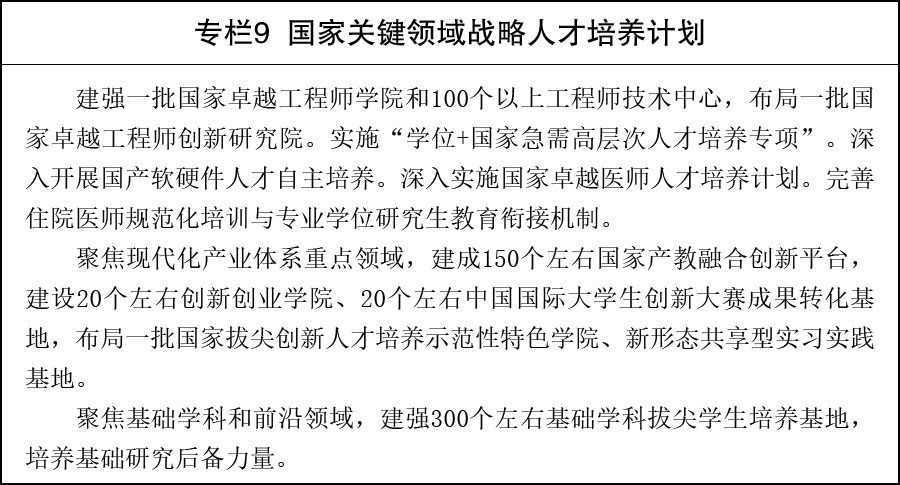 专栏9 国家关键领域战略人才培养计划
建强一批国家卓越工程师学院和100个以上工程师技术中心，布局一批国
家卓越工程师创新研究院。实施“学位+国家急需高层次人才培养专项”。深
入开展国产软硬件人才自主培养。深入实施国家卓越医师人才培养计划。完善
住院医师规范化培训与专业学位研究生教育衔接机制。
聚焦现代化产业体系重点领域，建成150个左右国家产教融合创新平台，
建设20个左右创新创业学院、20个左右中国国际大学生创新大赛成果转化基
地，布局一批国家拔尖创新人才培养示范性特色学院、新形态共享型实习实践
基地。
聚焦基础学科和前沿领域，建强300个左右基础学科拔尖学生培养基地，
培养基础研究后备力量。